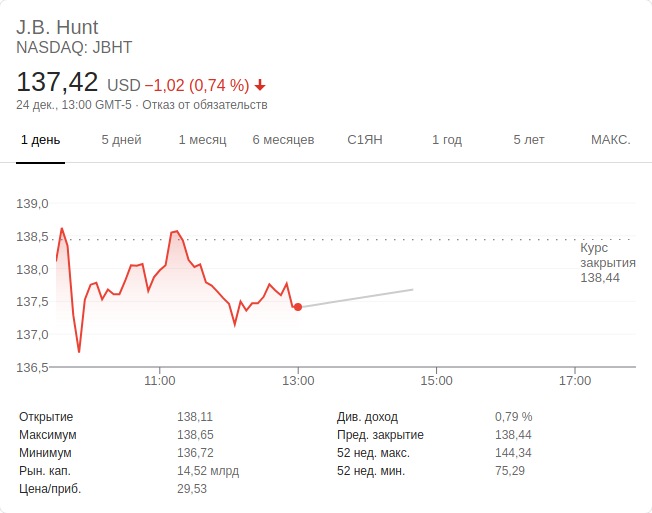 J.B. Hunt
NASDAQ: JBHT
137,42 USD −1,02 (0,74 %)
24 дек., 13:00 GMT-5 · Отказ от обязательств
1 день 5 дней 1 месяц 6 месяцев С1ЯН 1 год 5 лет МАКС.
139,0
138,5
Курс
закрытия
138,44
138,0
137,5
137,0
136,5
11:00 13:00 15:00 17:00
Открытие 138,11 Див. доход 0,79 %
Максимум 138,65 Пред. закрытие 138,44
Минимум 136,72 52 нед. макс. 144,34
Рын. кап. 14,52 млрд 52 нед. мин. 75,29
Цена/приб. 29,53